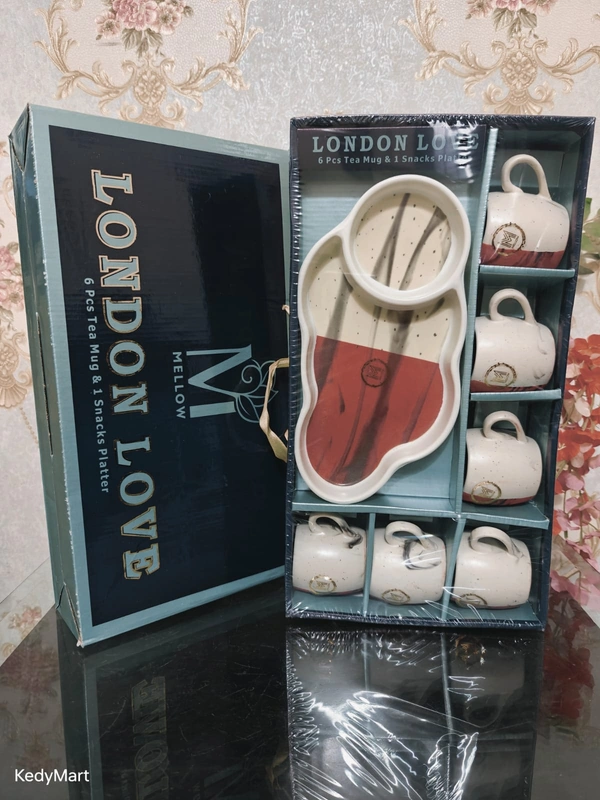 LONDON LOVE
6 Pcs Tea Mug & 1 Snacks Platter
M
MELLOW
LONDON LOVE
6 Pcs Tea Mug & 1 Snacks Platter
KedyMart